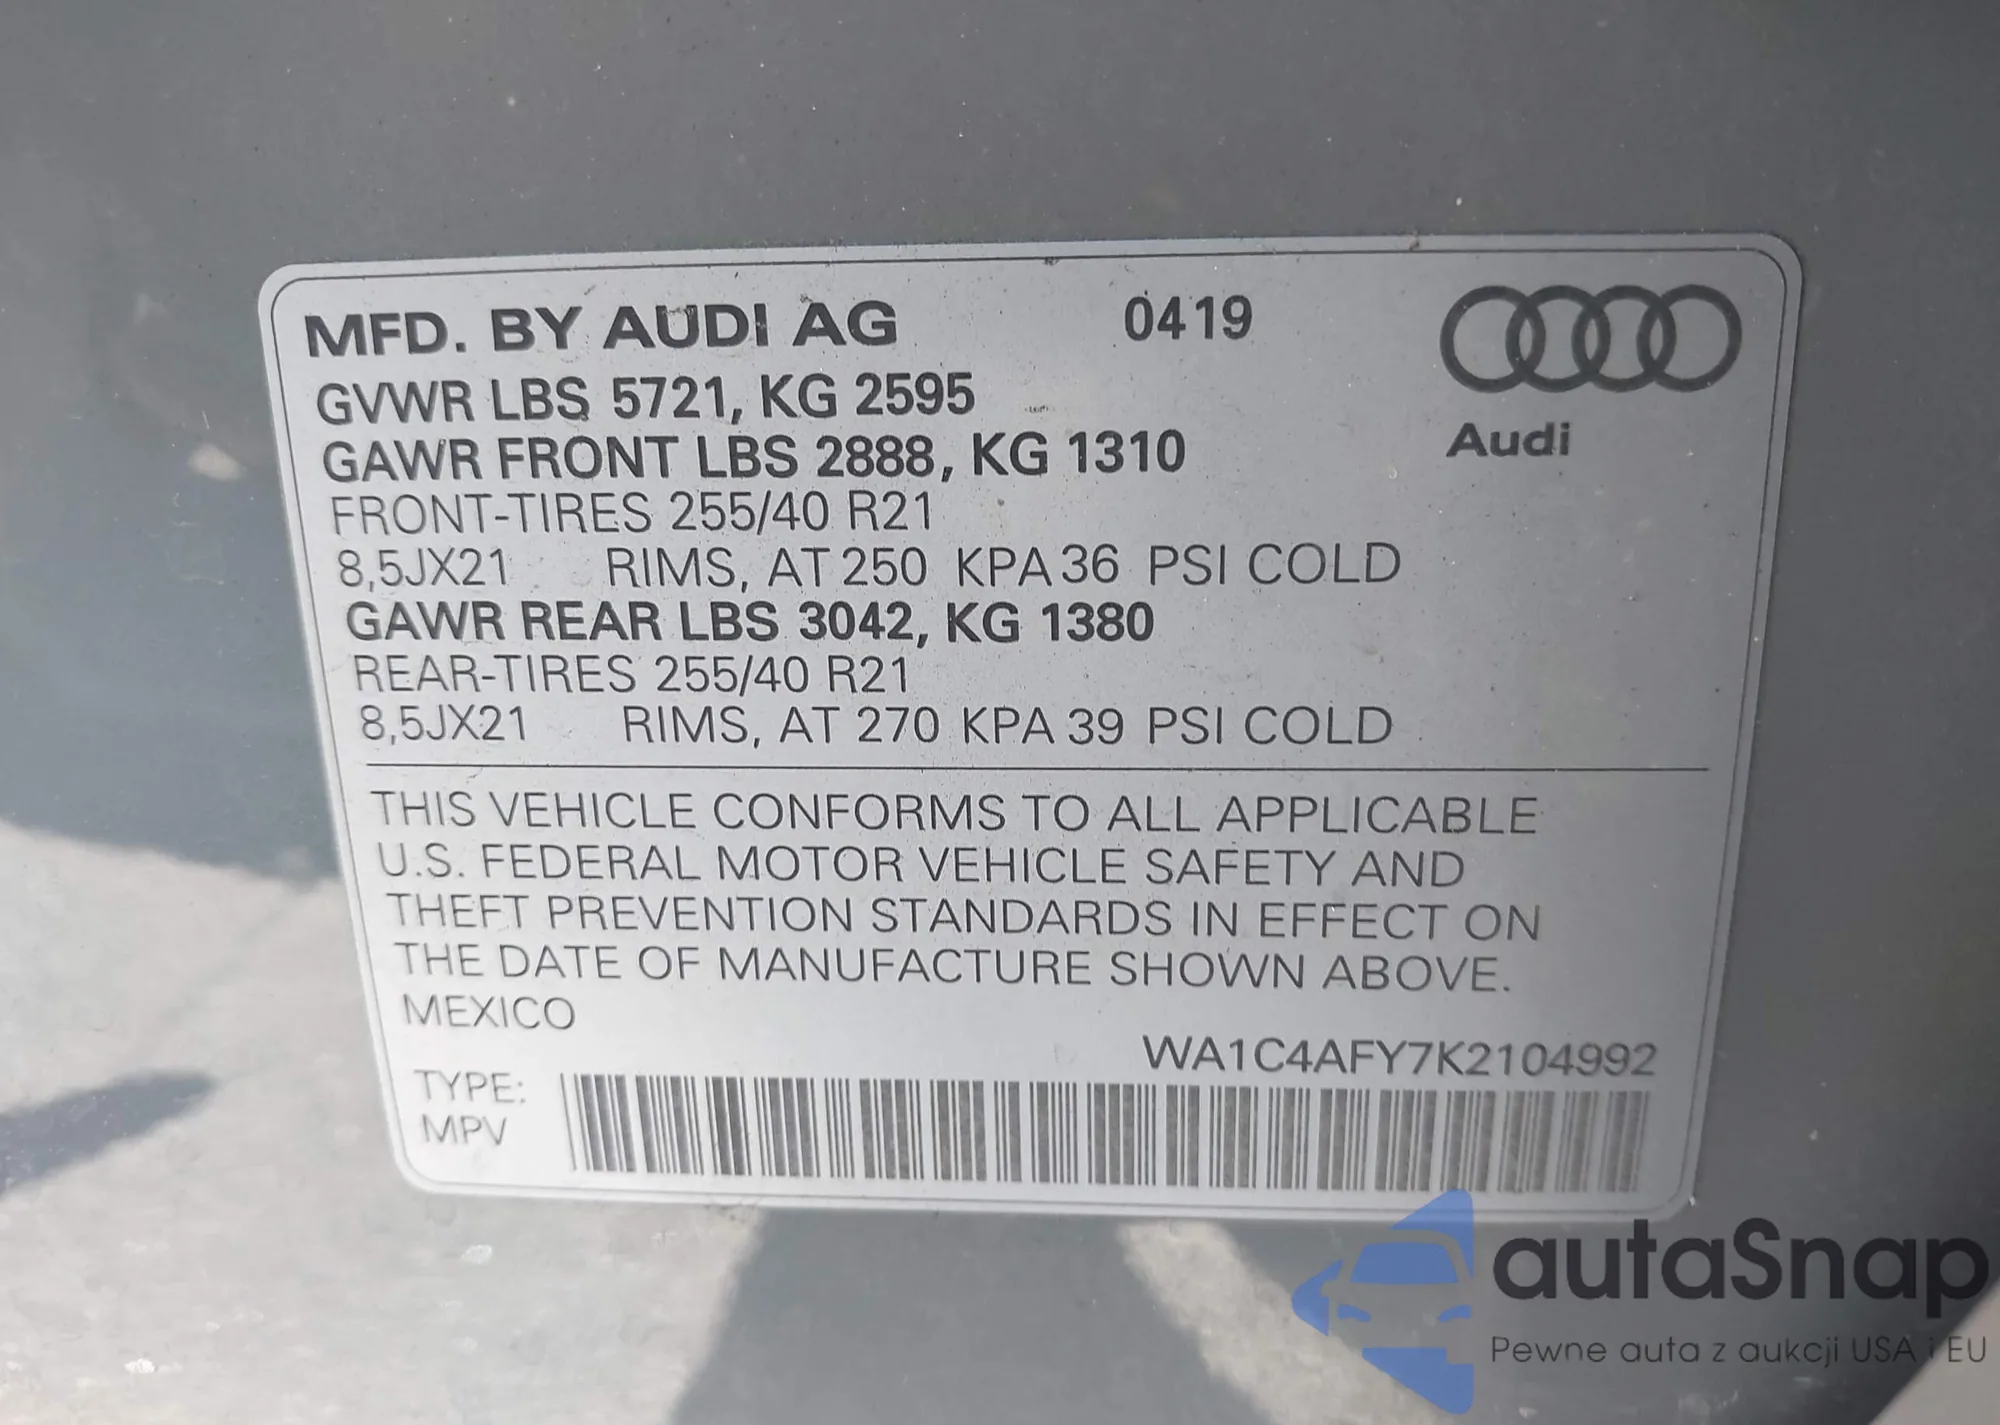 MFD. BY AUDI AG 0419
GVWR LBS 5721, KG 2595
GAWR FRONT LBS 2888, KG 1310
Audi
FRONT-TIRES 255/40 R21
8,5JX21 RIMS, AT 250 KPA 36 PSI COLD
GAWR REAR LBS 3042, KG 1380
REAR-TIRES 255/40 R21
8,5JX21 RIMS, AT 270 KPA 39 PSI COLD
THIS VEHICLE CONFORMS TO ALL APPLICABLE
U.S. FEDERAL MOTOR VEHICLE SAFETY AND
THEFT PREVENTION STANDARDS IN EFFECT ON
THE DATE OF MANUFACTURE SHOWN ABOVE.
MEXICO
WA1C4AFY7K2104992
TYPE:
MPV
autaSnap
Pewne auta z aukcji USA i EU